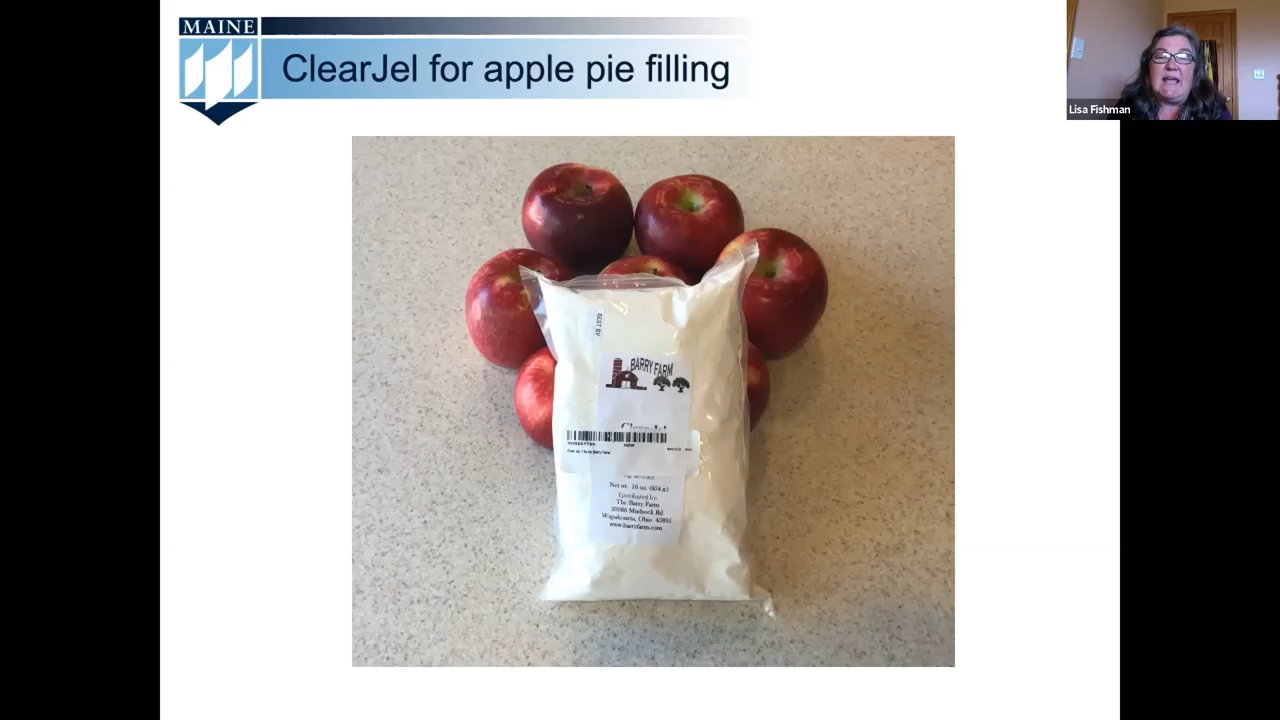 MAINE
ClearJel for apple pie filling
Lisa Fishman
BEST BY
BARRY FARM
Net wt. 16 oz. (454 g)
The Barry Farm
20086 Mudsock Rd
Wapakoneta, Ohio 45895
www.barryfarm.com